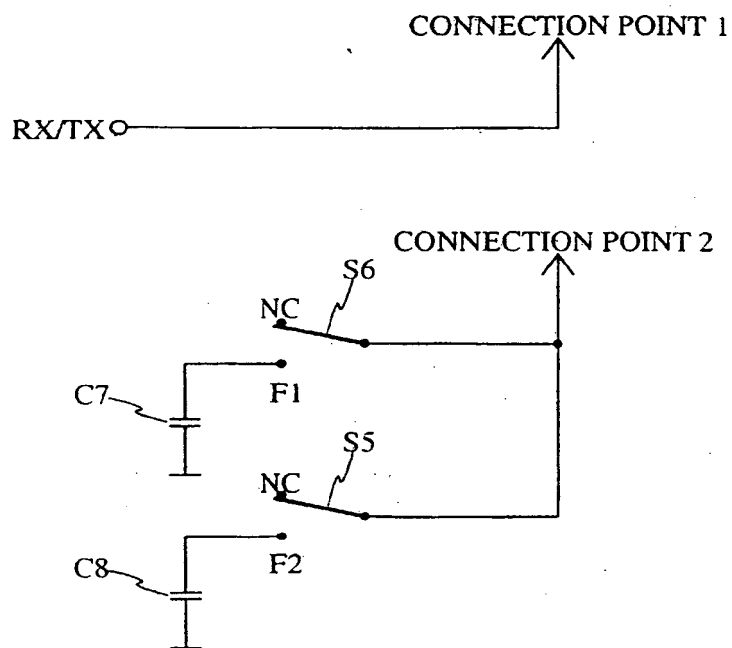 CONNECTION POINT 1
RX/TX
CONNECTION POINT 2
S6
NC
C7
F1
S5
NC
C8
F2